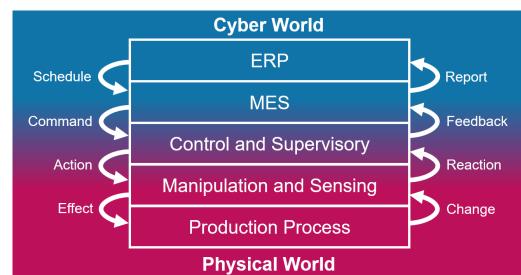 Cyber World
ERP
Schedule
Report
MES
Command
Feedback
Control and Supervisory
Action
Reaction
Manipulation and Sensing
Effect
Change
Production Process
Physical World